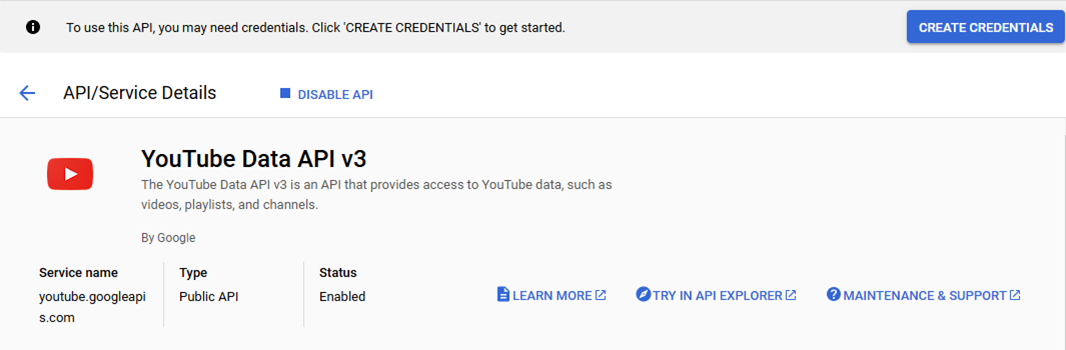 To use this API, you may need credentials. Click 'CREATE CREDENTIALS' to get started.
CREATE CREDENTIALS
API/Service Details
DISABLE API
YouTube Data API v3
The YouTube Data API v3 is an API that provides access to YouTube data, such as
videos, playlists, and channels.
By Google
Service name
youtube.googleapi
s.com
Type
Public API
Status
Enabled
LEARN MORE
TRY IN API EXPLORER
MAINTENANCE & SUPPORT